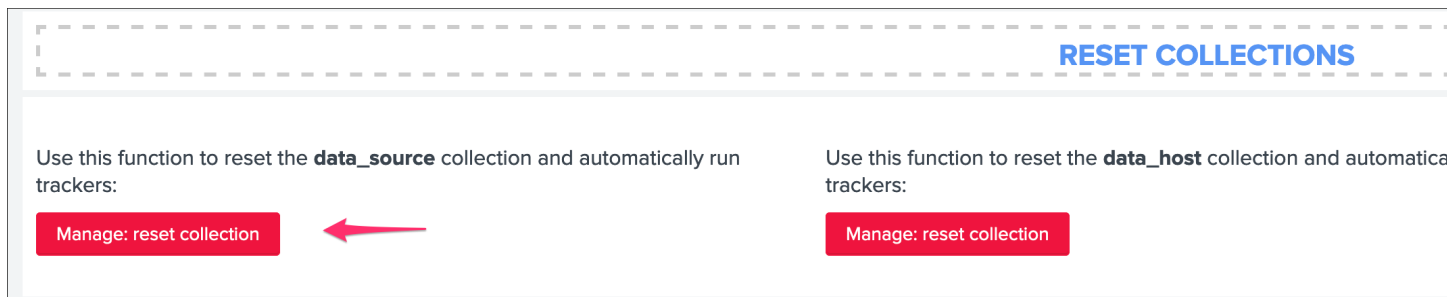 RESET COLLECTIONS
Use this function to reset the data_source collection and automatically run
trackers:
Manage: reset collection
Use this function to reset the data_host collection and
trackers:
Manage: reset collection